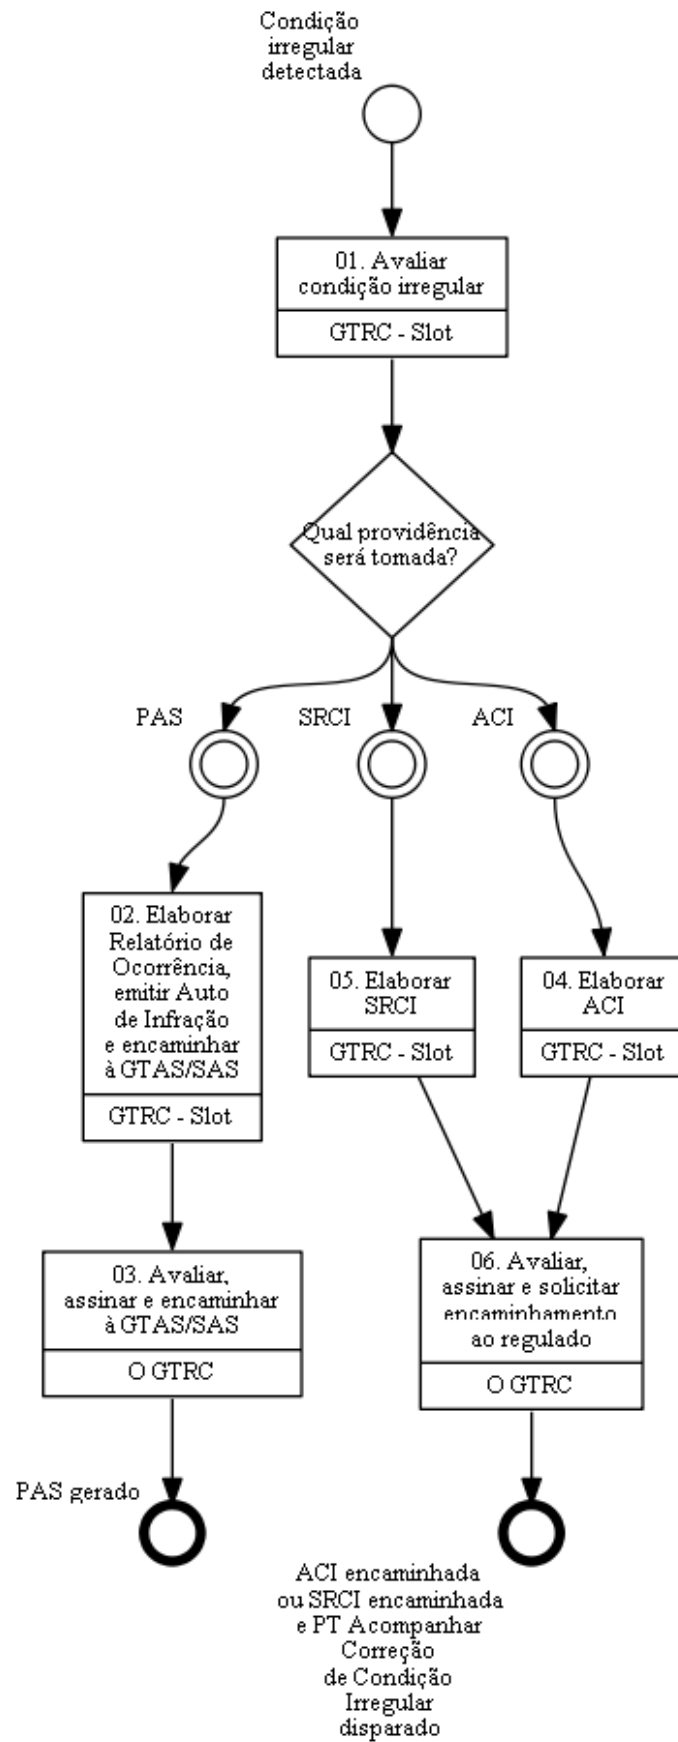 Condição
irregular
detectada
01. Avaliar
condição irregular
GTRC - Slot
Qual providência
será tomada?
PAS
SRCI
ACI
02. Elaborar
Relatório de
Ocorrência,
emitir Auto
de Infração
e encaminhar
à GTAS/SAS
GTRC - Slot
05. Elaborar
SRCI
GTRC - Slot
04. Elaborar
ACI
GTRC - Slot
03. Avaliar,
assinar e encaminhar
à GTAS/SAS
O GTRC
06. Avaliar,
assinar e solicitar
encaminhamento
ao regulado
O GTRC
PAS gerado
ACI encaminhada
ou SRCI encaminhada
e PT Acompanhar
Correção
de Condição
Irregular
disparado